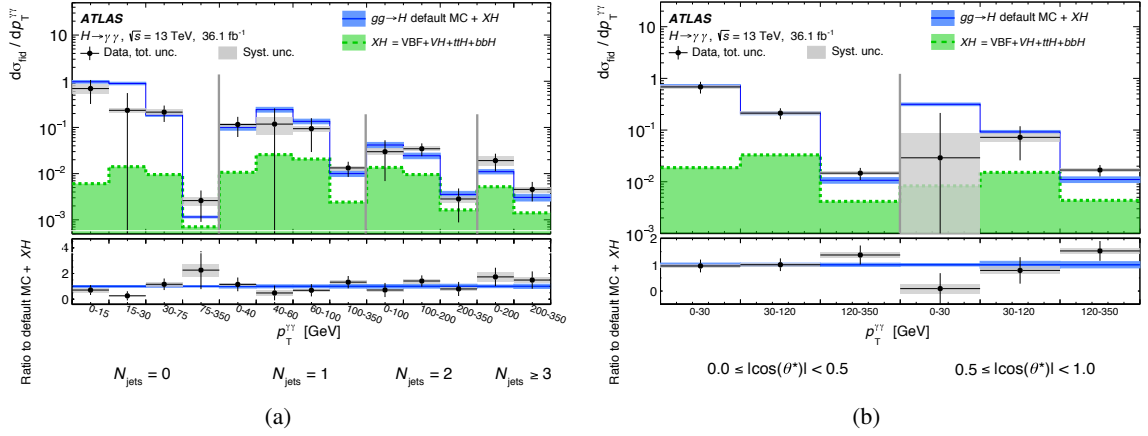 dσ_fid / dp_T^γγ
ATLAS
H→γγ, √s = 13 TeV, 36.1 fb⁻¹
Data, tot. unc. Syst. unc.
gg→H default MC + XH
XH = VBF+VH+ttH+bbH
10³
10²
10
1
10⁻¹
10⁻²
10⁻³
Ratio to default MC + XH
4
2
0
0-15 15-30 30-75 75-350 0-40 40-60 60-100 100-350 0-100 100-200 200-350 0-200 200-350
p_T^γγ [GeV]
N_jets = 0 N_jets = 1 N_jets = 2 N_jets ≥ 3
(a)
dσ_fid / dp_T^γγ
ATLAS
H→γγ, √s = 13 TeV, 36.1 fb⁻¹
Data, tot. unc. Syst. unc.
gg→H default MC + XH
XH = VBF+VH+ttH+bbH
10²
10
1
10⁻¹
10⁻²
10⁻³
Ratio to default MC + XH
2
1
0
0-30 30-120 120-350 0-30 30-120 120-350
p_T^γγ [GeV]
0.0 ≤ |cos(θ*)| < 0.5 0.5 ≤ |cos(θ*)| < 1.0
(b)